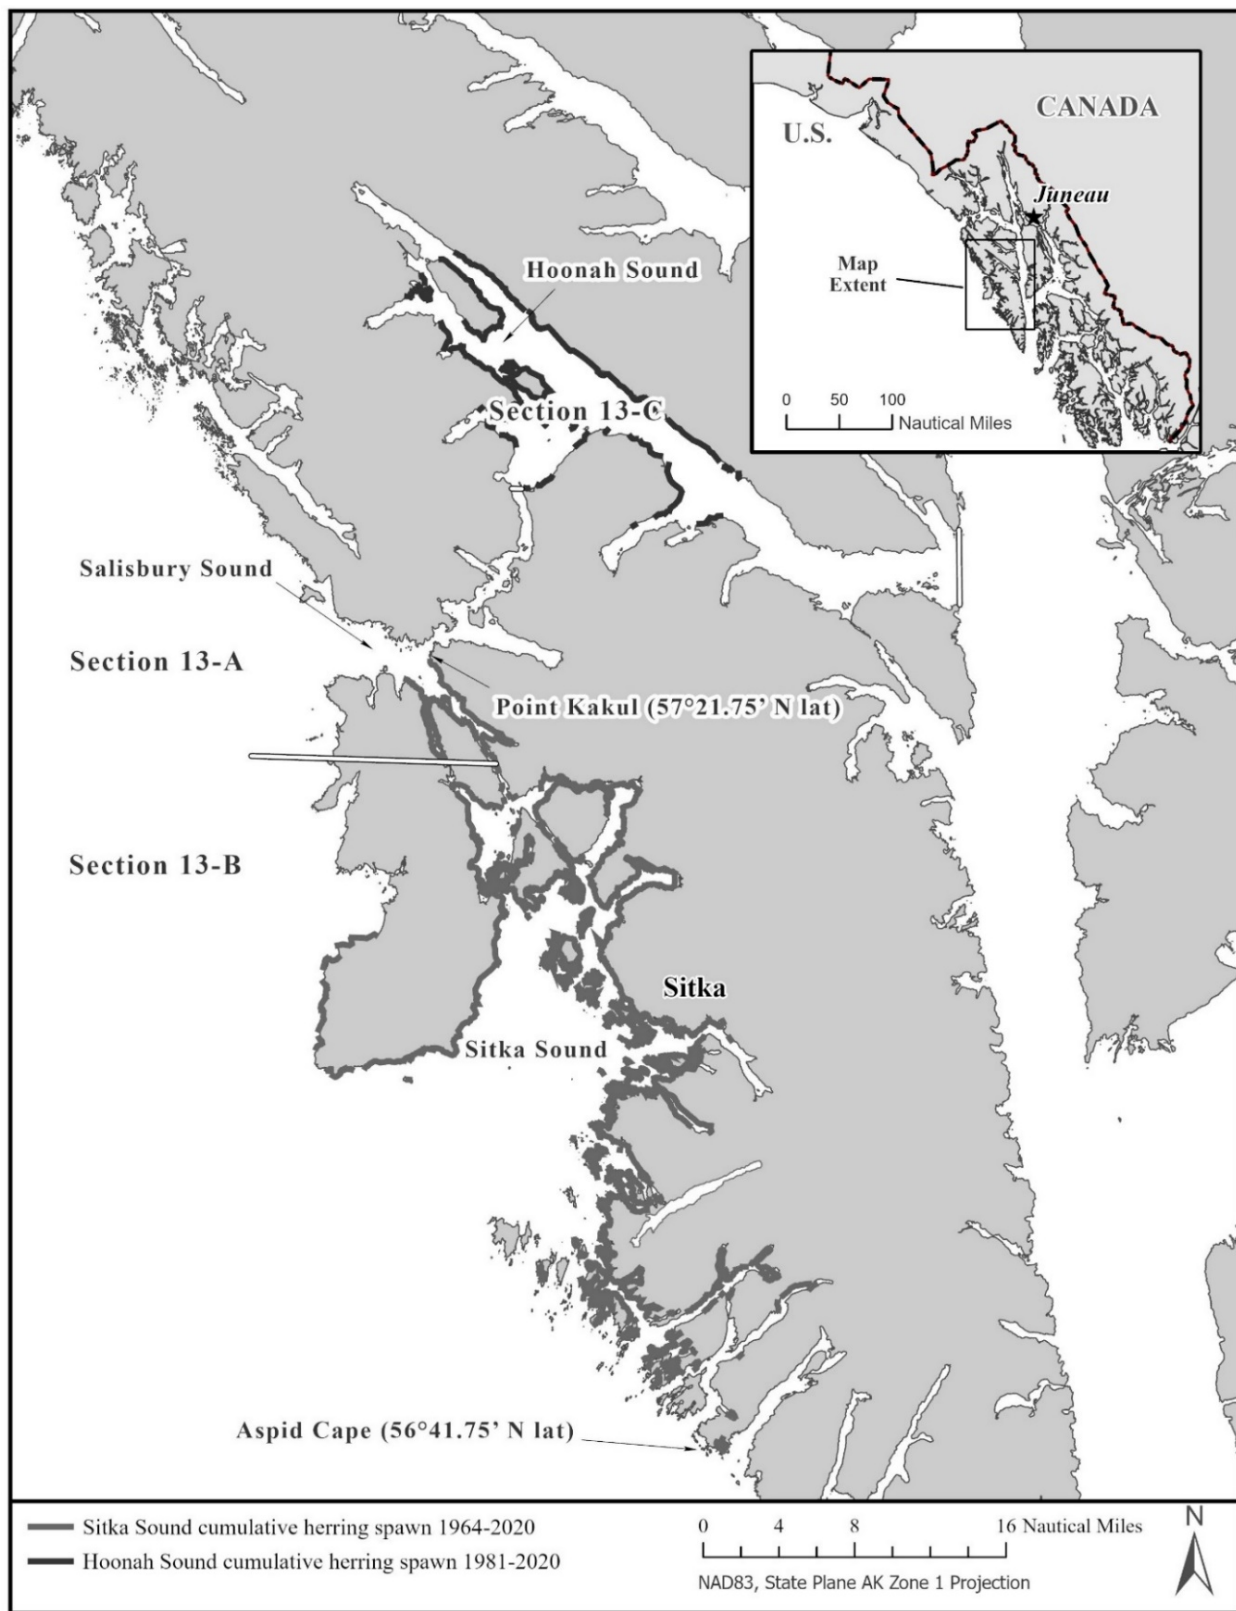 CANADA
U.S.
Juneau
Map
Extent
0 50 100
Nautical Miles
Hoonah Sound
Section 13-C
Salisbury Sound
Section 13-A
Point Kakul (57°21.75’ N lat)
Section 13-B
Sitka
Sitka Sound
Aspid Cape (56°41.75’ N lat)
Sitka Sound cumulative herring spawn 1964-2020
Hoonah Sound cumulative herring spawn 1981-2020
0 4 8 16 Nautical Miles
NAD83, State Plane AK Zone 1 Projection
N